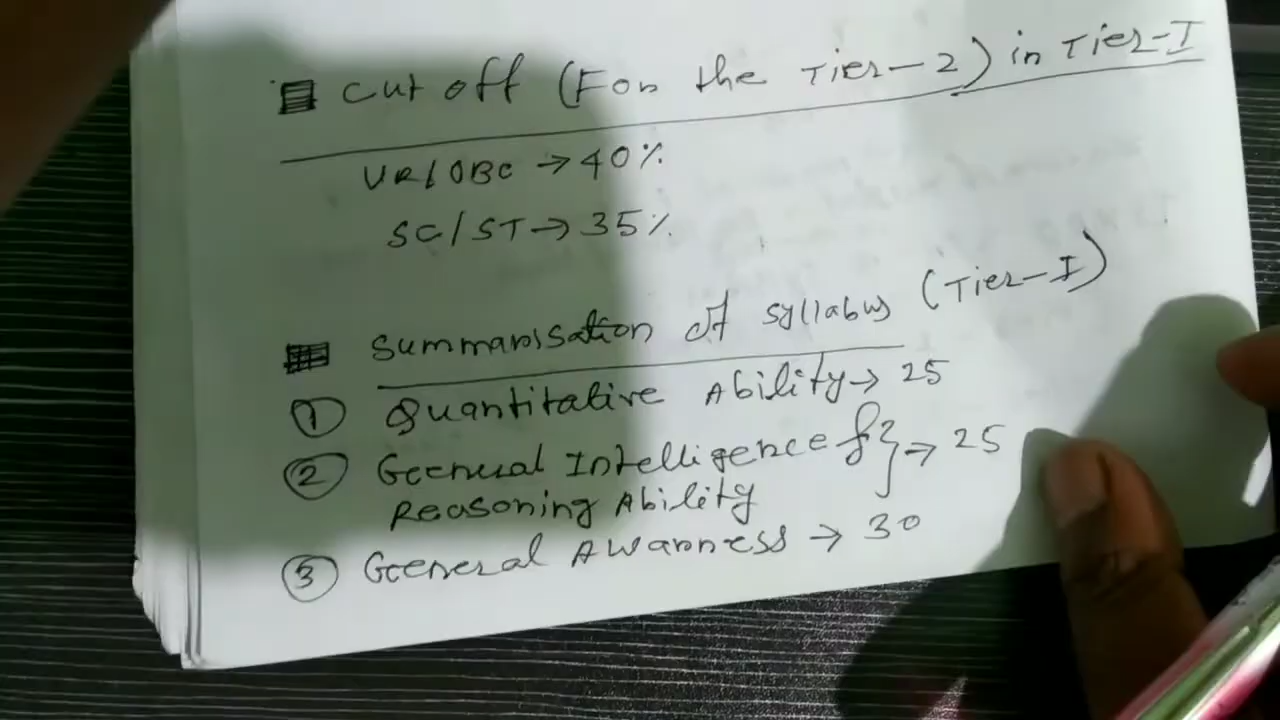 Cut off (For the Tier-2) in Tier-I
UR/OBC → 40%
SC/ST → 35%
Summarisation of syllabus (Tier-I)
① Quantitative Ability → 25
② General Intelligence & } → 25
Reasoning Ability
③ General Awarness → 30